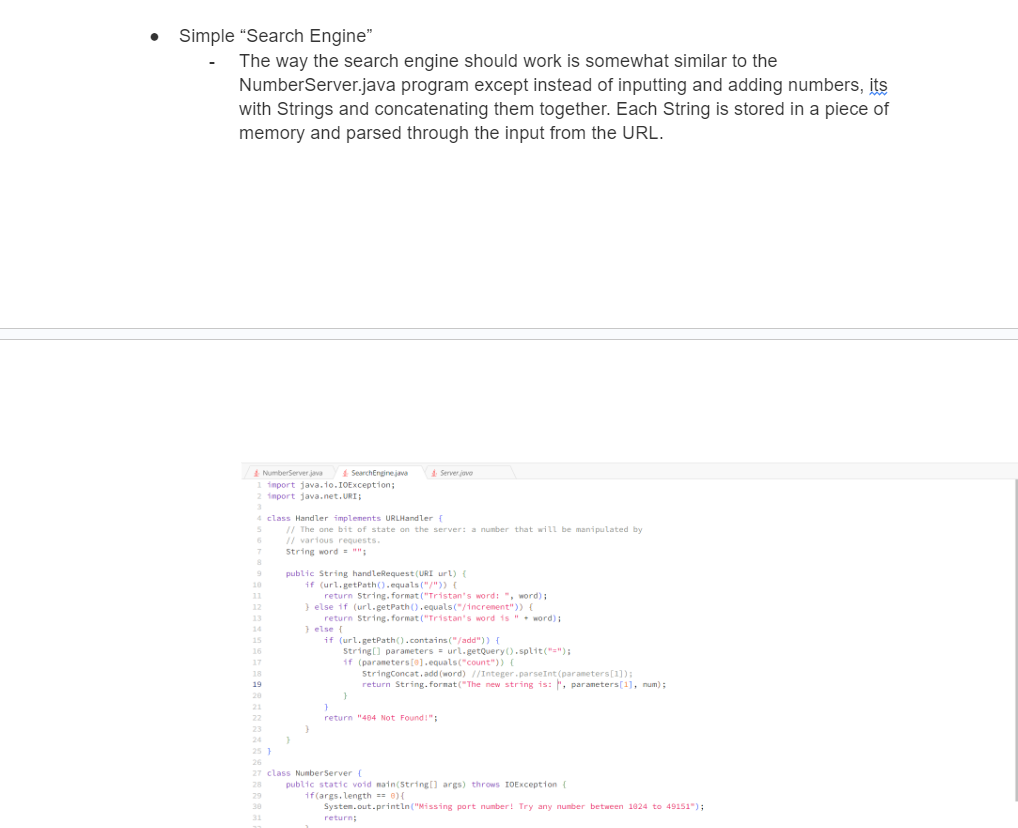 ● Simple “Search Engine”
- The way the search engine should work is somewhat similar to the
NumberServer.java program except instead of inputting and adding numbers, its
with Strings and concatenating them together. Each String is stored in a piece of
memory and parsed through the input from the URL.
NumberServer.java SearchEngine.java Server.java
1 import java.io.IOException;
2 import java.net.URI;
3
4 class Handler implements URLHandler {
5 // The one bit of state on the server: a number that will be manipulated by
6 // various requests.
7 String word = "";
8
9 public String handleRequest(URI url) {
10 if (url.getPath().equals("/")) {
11 return String.format("Tristan's word: ", word);
12 } else if (url.getPath().equals("/increment")) {
13 return String.format("Tristan's word is " + word);
14 } else {
15 if (url.getPath().contains("/add")) {
16 String[] parameters = url.getQuery().split("=");
17 if (parameters[0].equals("count")) {
18 StringConcat.add(word) //Integer.parseInt(parameters[1]);
19 return String.format("The new string is: ", parameters[1], num);
20 }
21 }
22 return "404 Not Found!";
23 }
24 }
25 }
26
27 class NumberServer {
28 public static void main(String[] args) throws IOException {
29 if(args.length == 0){
30 System.out.println("Missing port number! Try any number between 1024 to 49151");
31 return;